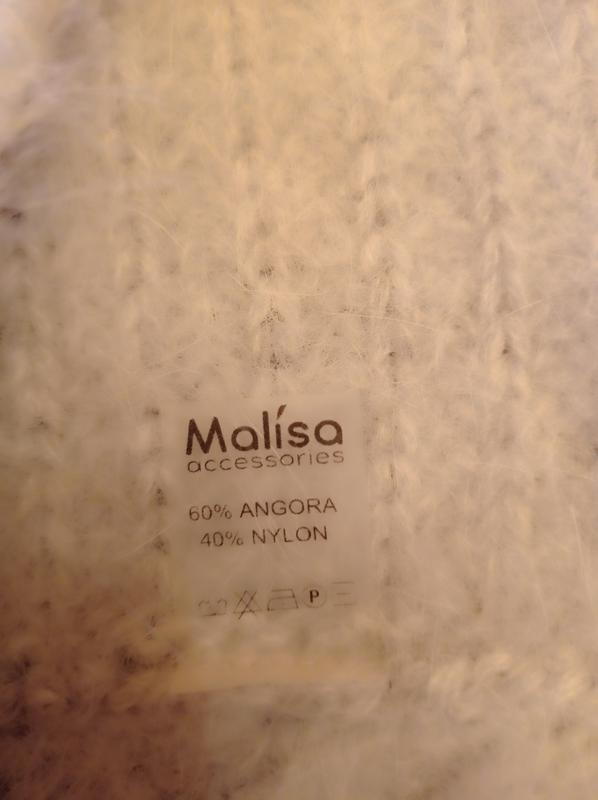 Malísa
accessories
60% ANGORA
40% NYLON
P